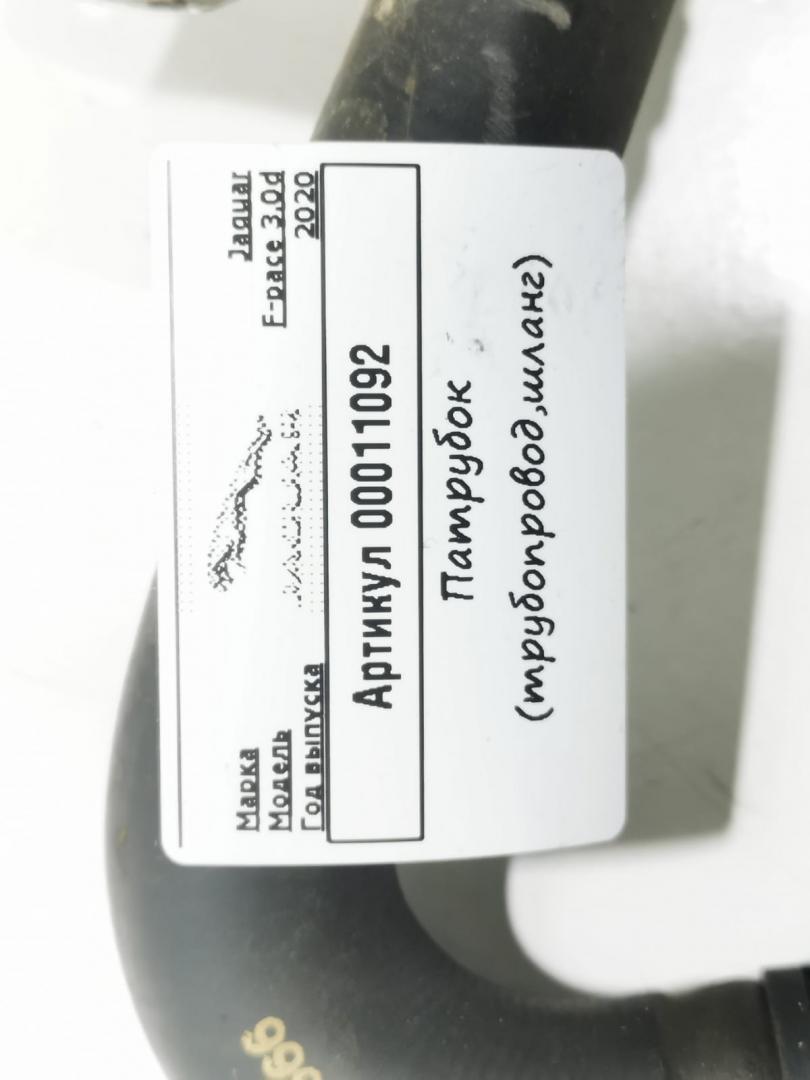 Марка Jaguar
Модель F-pace 3.0d
Год выпуска 2020
Артикул 00011092
Патрубок
(трубопровод,шланг)